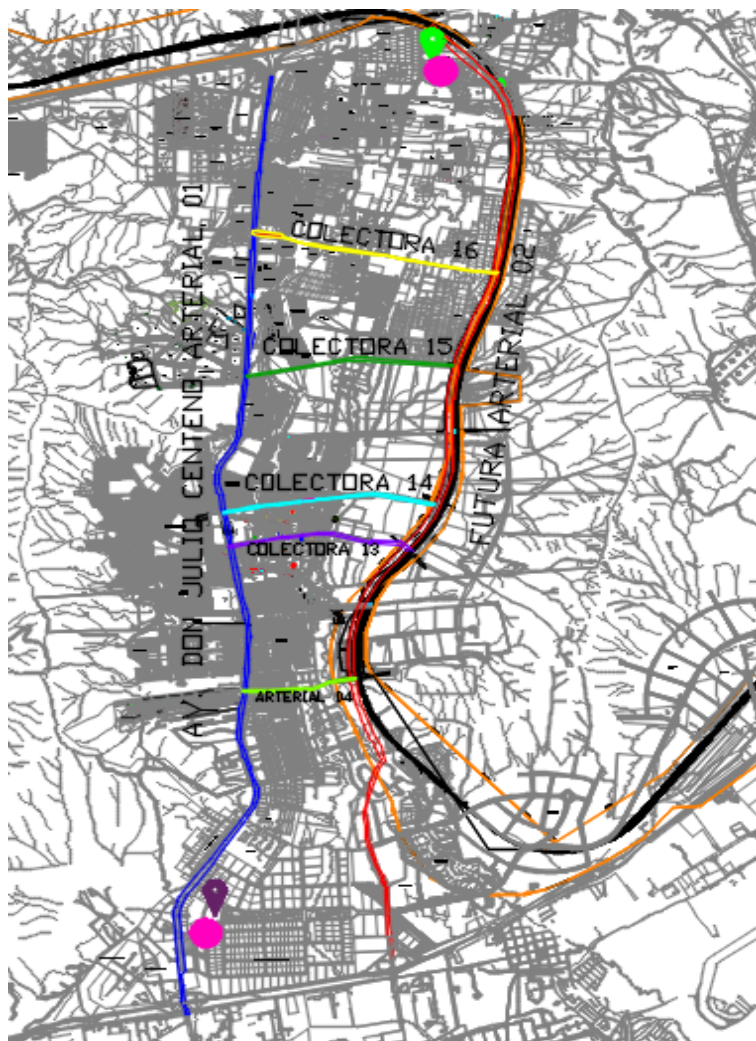 COLECTORA 16
AV. DON JULIO CENTENO ARTERIAL, 01
FUTURA ARTERIAL 02
COLECTORA 15
COLECTORA 14
COLECTORA 13
ARTERIAL 04